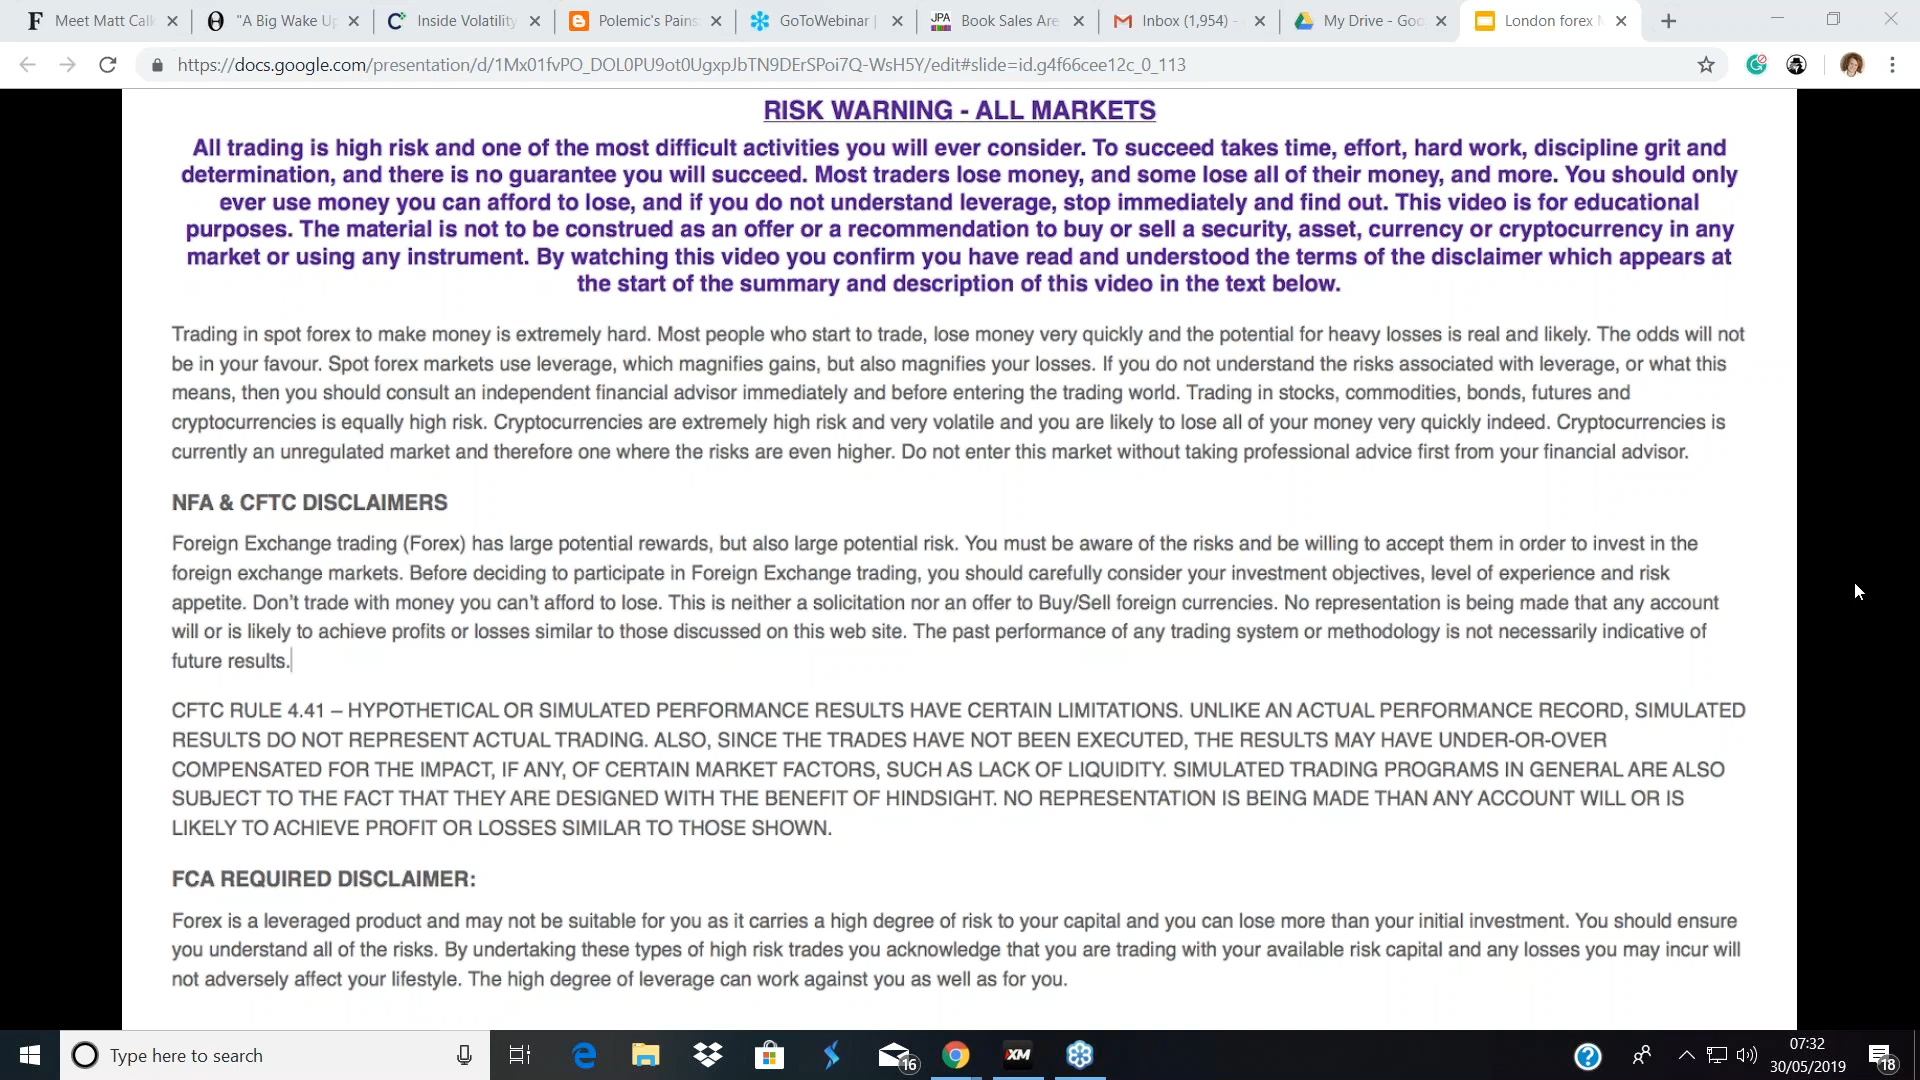 Meet Matt Calk
"A Big Wake Up
Inside Volatility
Polemic's Pains
GoToWebinar |
JPA Book Sales Are
Inbox (1,954) -
My Drive - Goo
London forex M
https://docs.google.com/presentation/d/1Mx01fvPO_DOL0PU9ot0UgxpJbTN9DErSPoi7Q-WsH5Y/edit#slide=id.g4f66cee12c_0_113
RISK WARNING - ALL MARKETS
All trading is high risk and one of the most difficult activities you will ever consider. To succeed takes time, effort, hard work, discipline grit and
determination, and there is no guarantee you will succeed. Most traders lose money, and some lose all of their money, and more. You should only
ever use money you can afford to lose, and if you do not understand leverage, stop immediately and find out. This video is for educational
purposes. The material is not to be construed as an offer or a recommendation to buy or sell a security, asset, currency or cryptocurrency in any
market or using any instrument. By watching this video you confirm you have read and understood the terms of the disclaimer which appears at
the start of the summary and description of this video in the text below.
Trading in spot forex to make money is extremely hard. Most people who start to trade, lose money very quickly and the potential for heavy losses is real and likely. The odds will not
be in your favour. Spot forex markets use leverage, which magnifies gains, but also magnifies your losses. If you do not understand the risks associated with leverage, or what this
means, then you should consult an independent financial advisor immediately and before entering the trading world. Trading in stocks, commodities, bonds, futures and
cryptocurrencies is equally high risk. Cryptocurrencies are extremely high risk and very volatile and you are likely to lose all of your money very quickly indeed. Cryptocurrencies is
currently an unregulated market and therefore one where the risks are even higher. Do not enter this market without taking professional advice first from your financial advisor.
NFA & CFTC DISCLAIMERS
Foreign Exchange trading (Forex) has large potential rewards, but also large potential risk. You must be aware of the risks and be willing to accept them in order to invest in the
foreign exchange markets. Before deciding to participate in Foreign Exchange trading, you should carefully consider your investment objectives, level of experience and risk
appetite. Don't trade with money you can't afford to lose. This is neither a solicitation nor an offer to Buy/Sell foreign currencies. No representation is being made that any account
will or is likely to achieve profits or losses similar to those discussed on this web site. The past performance of any trading system or methodology is not necessarily indicative of
future results.
CFTC RULE 4.41 – HYPOTHETICAL OR SIMULATED PERFORMANCE RESULTS HAVE CERTAIN LIMITATIONS. UNLIKE AN ACTUAL PERFORMANCE RECORD, SIMULATED
RESULTS DO NOT REPRESENT ACTUAL TRADING. ALSO, SINCE THE TRADES HAVE NOT BEEN EXECUTED, THE RESULTS MAY HAVE UNDER-OR-OVER
COMPENSATED FOR THE IMPACT, IF ANY, OF CERTAIN MARKET FACTORS, SUCH AS LACK OF LIQUIDITY. SIMULATED TRADING PROGRAMS IN GENERAL ARE ALSO
SUBJECT TO THE FACT THAT THEY ARE DESIGNED WITH THE BENEFIT OF HINDSIGHT. NO REPRESENTATION IS BEING MADE THAN ANY ACCOUNT WILL OR IS
LIKELY TO ACHIEVE PROFIT OR LOSSES SIMILAR TO THOSE SHOWN.
FCA REQUIRED DISCLAIMER:
Forex is a leveraged product and may not be suitable for you as it carries a high degree of risk to your capital and you can lose more than your initial investment. You should ensure
you understand all of the risks. By undertaking these types of high risk trades you acknowledge that you are trading with your available risk capital and any losses you may incur will
not adversely affect your lifestyle. The high degree of leverage can work against you as well as for you.
Type here to search
16
XM
07:32
30/05/2019
18